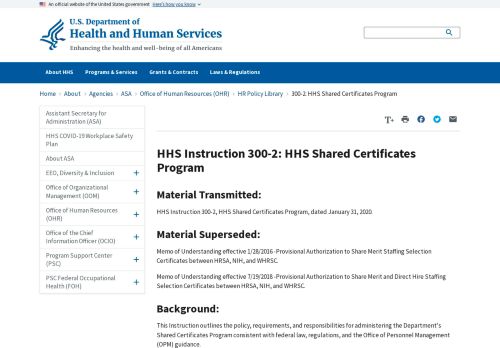 An official website of the United States government Here's how you know
U.S. Department of
Health and Human Services
Enhancing the health and well-being of all Americans
About HHS Programs & Services Grants & Contracts Laws & Regulations
Home › About › Agencies › ASA › Office of Human Resources (OHR) › HR Policy Library › 300-2: HHS Shared Certificates Program
Assistant Secretary for
Administration (ASA)
HHS COVID-19 Workplace Safety
Plan
About ASA
EEO, Diversity & Inclusion +
Office of Organizational
Management (OOM) +
Office of Human Resources
(OHR) +
Office of the Chief
Information Officer (OCIO) +
Program Support Center
(PSC) +
PSC Federal Occupational
Health (FOH) +
T+
HHS Instruction 300-2: HHS Shared Certificates
Program
Material Transmitted:
HHS Instruction 300-2, HHS Shared Certificates Program, dated January 31, 2020.
Material Superseded:
Memo of Understanding effective 1/28/2016 -Provisional Authorization to Share Merit Staffing Selection
Certificates between HRSA, NIH, and WHRSC.
Memo of Understanding effective 7/19/2018 -Provisional Authorization to Share Merit and Direct Hire Staffing
Selection Certificates between HRSA, NIH, and WHRSC.
Background:
This Instruction outlines the policy, requirements, and responsibilities for administering the Department's
Shared Certificates Program consistent with federal law, regulations, and the Office of Personnel Management
(OPM) guidance.